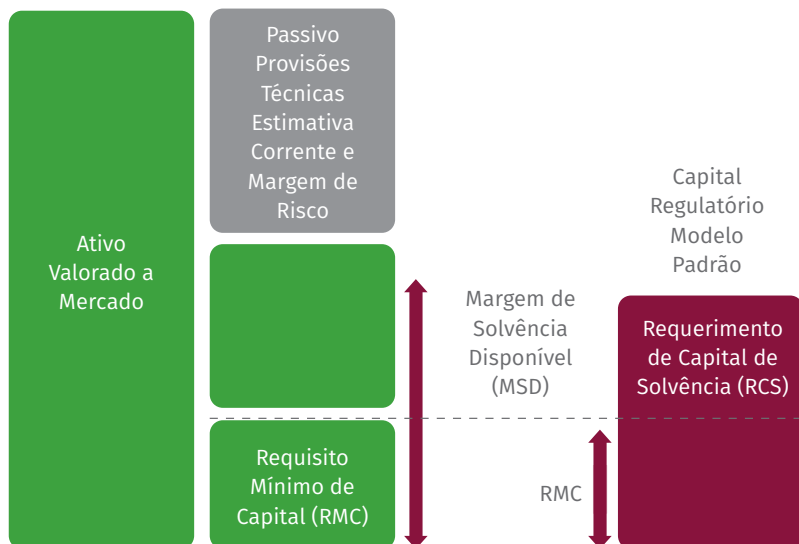 Ativo
Valorado a
Mercado
Passivo
Provisões
Técnicas
Estimativa
Corrente e
Margem de
Risco
Requisito
Mínimo de
Capital (RMC)
Margem de
Solvência
Disponível
(MSD)
RMC
Capital
Regulatório
Modelo
Padrão
Requerimento
de Capital de
Solvência (RCS)